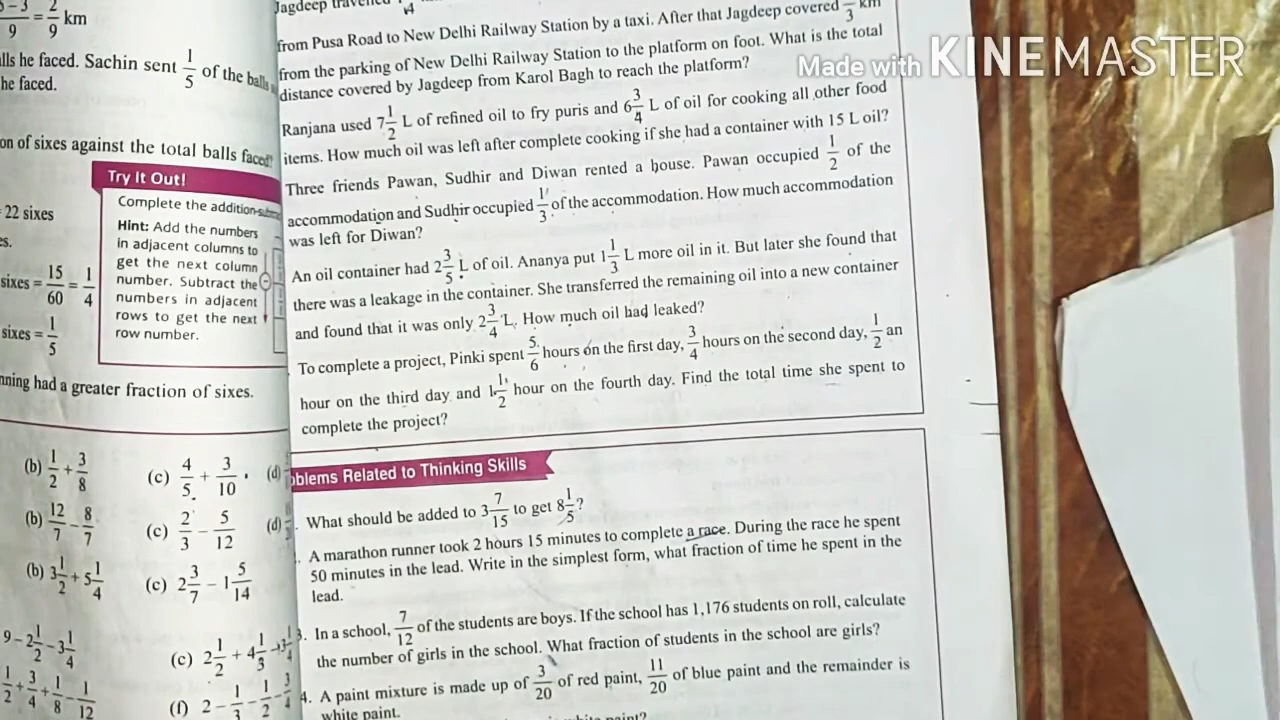 Made with KINEMASTER
9 = 2/9 km
lls he faced. Sachin sent 1/5 of the balls
he faced.
on of sixes against the total balls faced?
Try It Out!
Complete the addition-
Hint: Add the numbers
in adjacent columns to
get the next column
number. Subtract the
numbers in adjacent
rows to get the next
row number.
22 sixes
es.
sixes = 15/60 = 1/4
sixes = 1/5
nning had a greater fraction of sixes.
(b) 1/2 + 3/8 (c) 4/5 + 3/10 (d)
(b) 12/7 - 8/7 (c) 2/3 - 5/12 (d)
(b) 3 1/2 + 5 1/4 (c) 2 3/7 - 1 5/14
9 - 2 1/2 - 3 1/4 (c) 2 1/2 + 4 1/3
1/2 + 3/4 + 1/8 - 1/12 (f) 2 - 1/3 - 1/2 - 3/4
Jagdeep travelled
from Pusa Road to New Delhi Railway Station by a taxi. After that Jagdeep covered /3 km
from the parking of New Delhi Railway Station to the platform on foot. What is the total
distance covered by Jagdeep from Karol Bagh to reach the platform?
Ranjana used 7 1/2 L of refined oil to fry puris and 6 3/4 L of oil for cooking all other food
items. How much oil was left after complete cooking if she had a container with 15 L oil?
Three friends Pawan, Sudhir and Diwan rented a house. Pawan occupied 1/2 of the
accommodation and Sudhir occupied 1/3 of the accommodation. How much accommodation
was left for Diwan?
An oil container had 2 3/5 L of oil. Ananya put 1 1/3 L more oil in it. But later she found that
there was a leakage in the container. She transferred the remaining oil into a new container
and found that it was only 2 3/4 L. How much oil had leaked?
To complete a project, Pinki spent 5/6 hours on the first day, 3/4 hours on the second day, 1/2 an
hour on the third day and 1 1/2 hour on the fourth day. Find the total time she spent to
complete the project?
oblems Related to Thinking Skills
What should be added to 3 7/15 to get 8 1/5?
A marathon runner took 2 hours 15 minutes to complete a race. During the race he spent
50 minutes in the lead. Write in the simplest form, what fraction of time he spent in the
lead.
3. In a school, 7/12 of the students are boys. If the school has 1,176 students on roll, calculate
the number of girls in the school. What fraction of students in the school are girls?
4. A paint mixture is made up of 3/20 of red paint, 11/20 of blue paint and the remainder is
white paint.